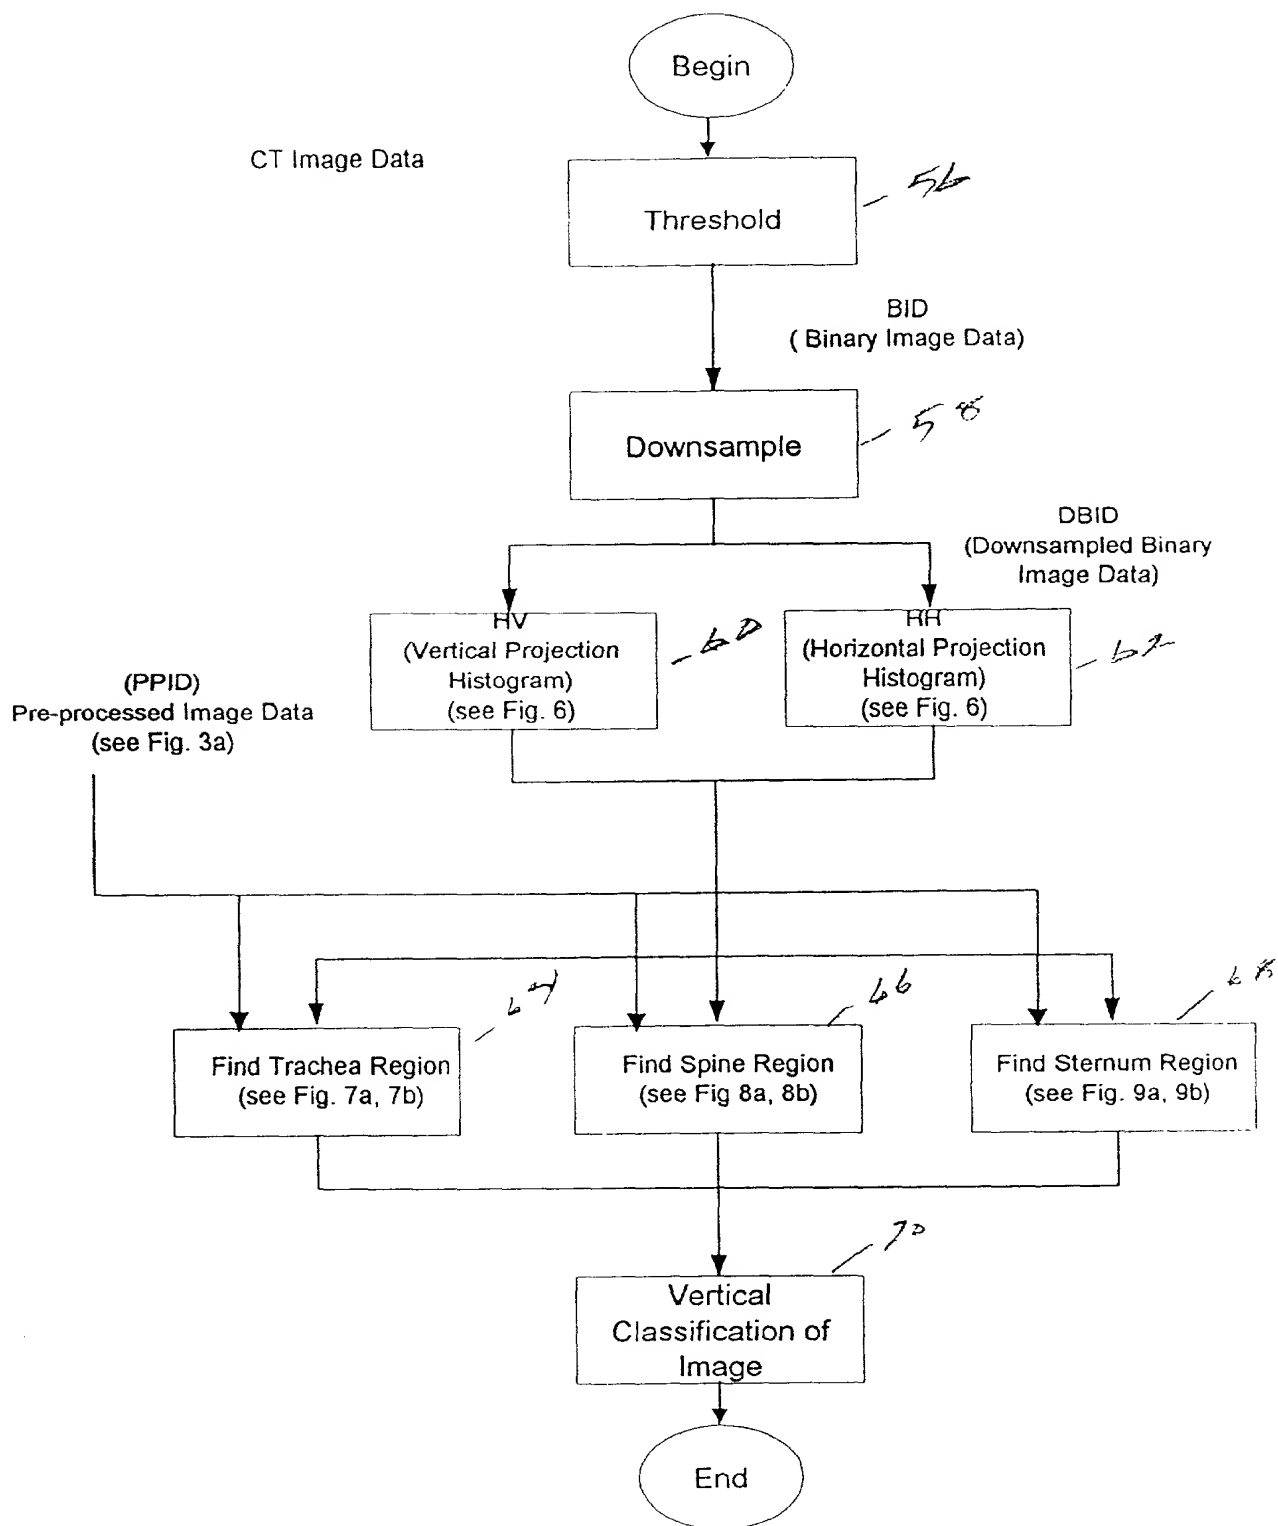 Begin
CT Image Data
Threshold
56
BID
( Binary Image Data)
Downsample
58
DBID
(Downsampled Binary
Image Data)
HV
(Vertical Projection
Histogram)
(see Fig. 6)
60
HH
(Horizontal Projection
Histogram)
(see Fig. 6)
62
(PPID)
Pre-processed Image Data
(see Fig. 3a)
64
66
68
Find Trachea Region
(see Fig. 7a, 7b)
Find Spine Region
(see Fig 8a, 8b)
Find Sternum Region
(see Fig. 9a, 9b)
70
Vertical
Classification of
Image
End